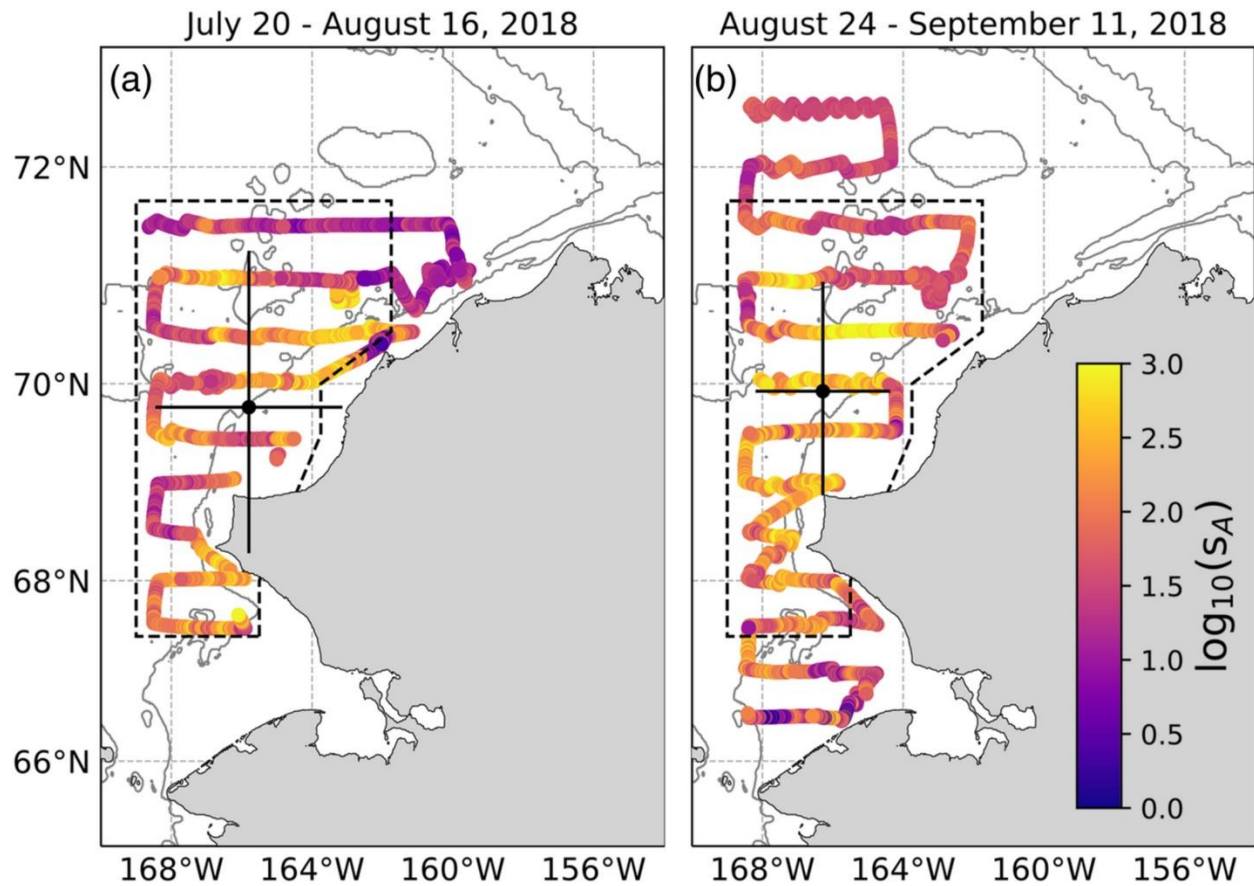 July 20 - August 16, 2018
August 24 - September 11, 2018
(a)
(b)
72°N
70°N
68°N
66°N
168°W 164°W 160°W 156°W
168°W 164°W 160°W 156°W
3.0
2.5
2.0
1.5
1.0
0.5
0.0
log₁₀(s_A)